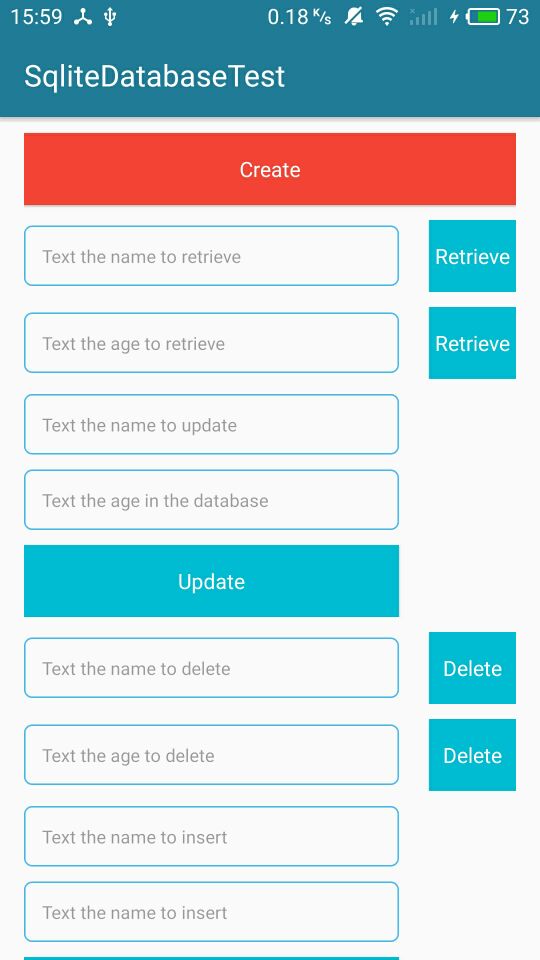 15:59 0.18 K/s 73
SqliteDatabaseTest
Create
Text the name to retrieve Retrieve
Text the age to retrieve Retrieve
Text the name to update
Text the age in the database
Update
Text the name to delete Delete
Text the age to delete Delete
Text the name to insert
Text the name to insert